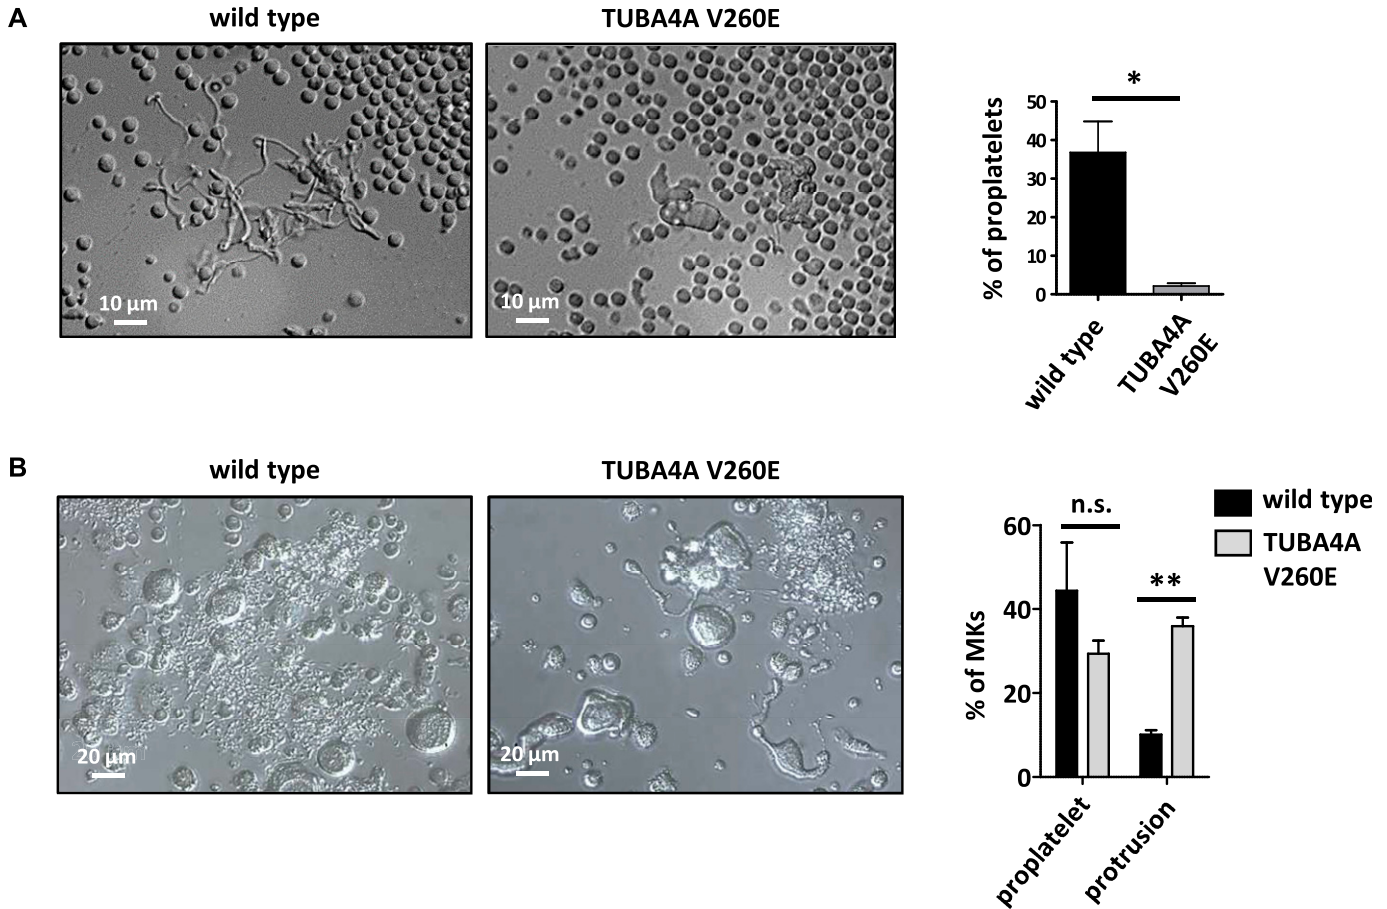 A
wild type
TUBA4A V260E
10 µm
10 µm
*
50
40
30
20
10
0
% of proplatelets
wild type
TUBA4A
V260E
B
wild type
TUBA4A V260E
20 µm
20 µm
n.s.
**
60
40
20
0
% of MKs
proplatelet
protrusion
wild type
TUBA4A
V260E